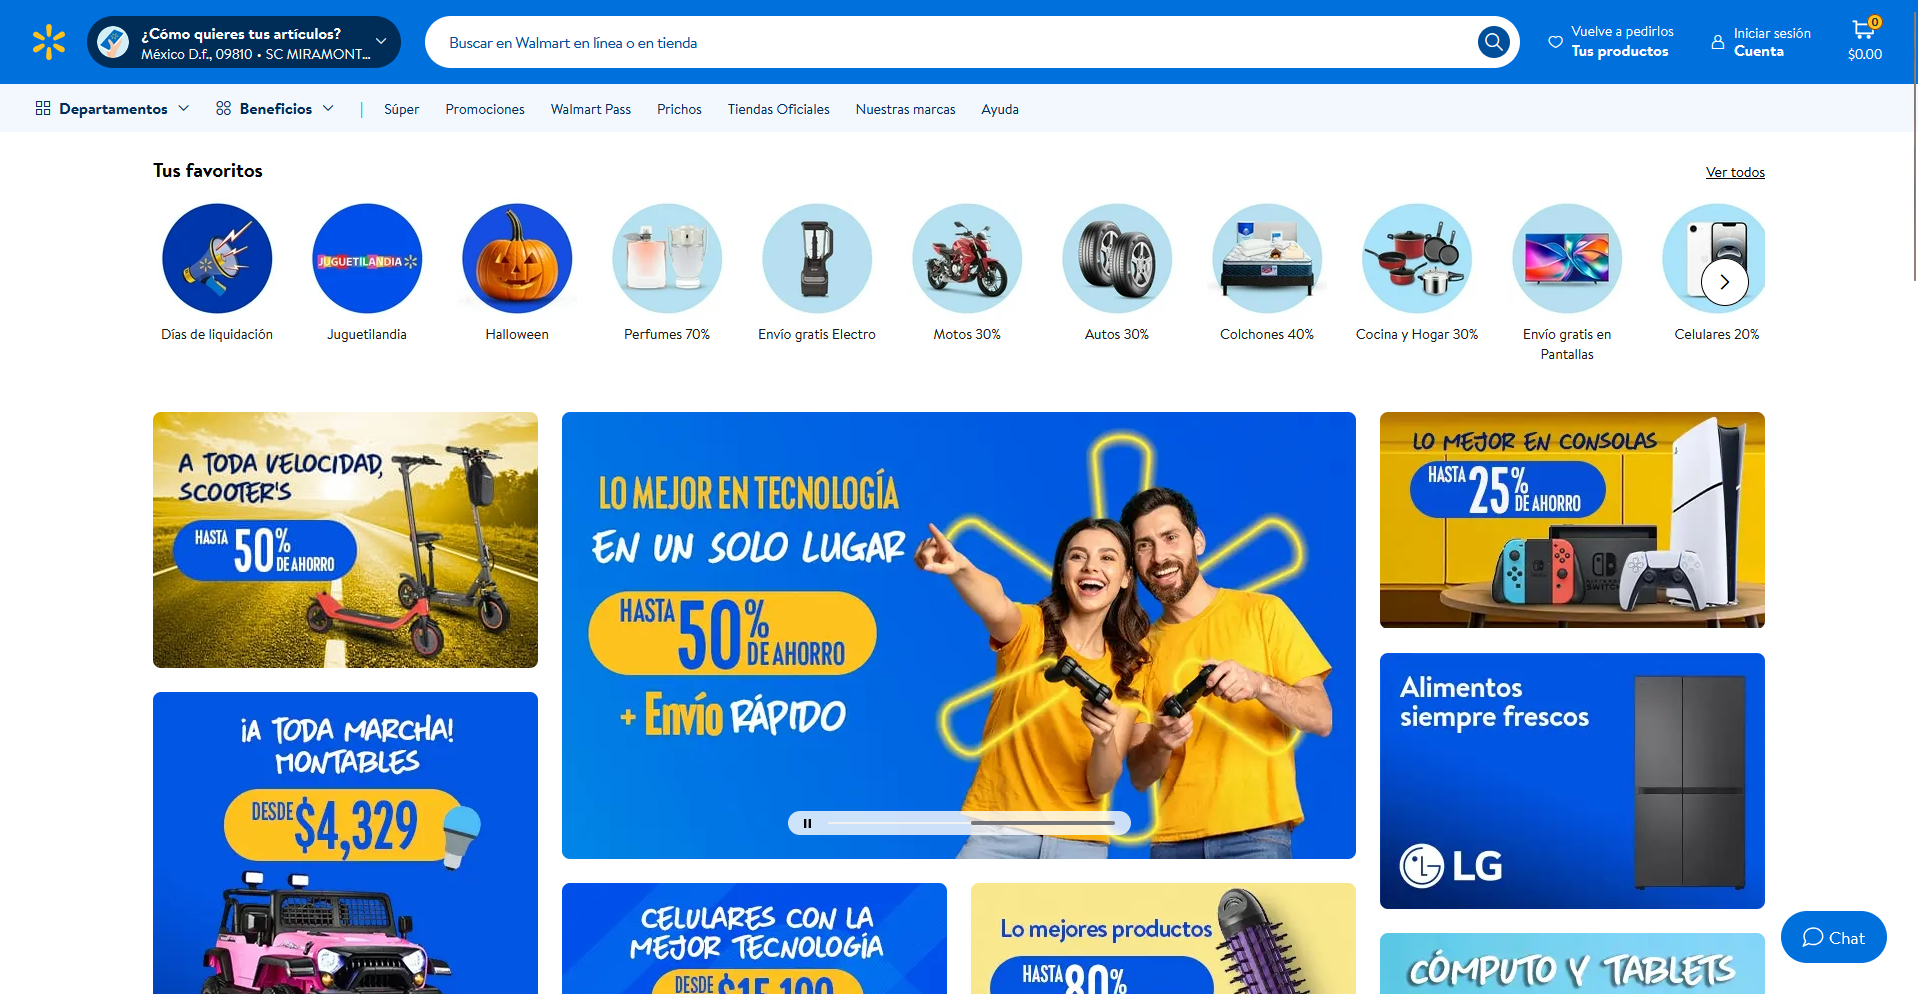 ¿Cómo quieres tus artículos?
México D.f., 09810 • SC MIRAMONT...
Buscar en Walmart en línea o en tienda
Vuelve a pedirlos
Tus productos
Iniciar sesión
Cuenta
0
$0.00
Departamentos
Beneficios
Súper
Promociones
Walmart Pass
Prichos
Tiendas Oficiales
Nuestras marcas
Ayuda
Tus favoritos
Ver todos
JUGUETILANDIA
Días de liquidación
Juguetilandia
Halloween
Perfumes 70%
Envío gratis Electro
Motos 30%
Autos 30%
Colchones 40%
Cocina y Hogar 30%
Envío gratis en
Pantallas
Celulares 20%
A TODA VELOCIDAD,
SCOOTER'S
HASTA 50% DE AHORRO
¡A TODA MARCHA!
MONTABLES
DESDE $4,329
LO MEJOR EN TECNOLOGÍA
EN UN SOLO LUGAR
HASTA 50% DE AHORRO
+ Envío RÁPIDO
CELULARES CON LA
MEJOR TECNOLOGÍA
DESDE $15,199
Lo mejores productos
HASTA 80%
LO MEJOR EN CONSOLAS
HASTA 25% DE AHORRO
Alimentos
siempre frescos
LG
CÓMPUTO Y TABLETS
Chat